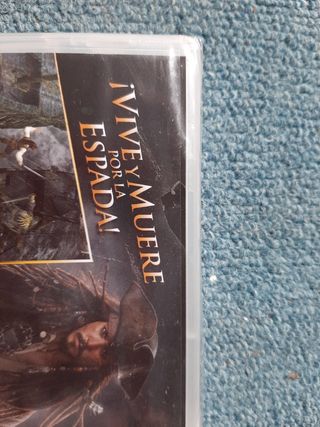 ¡VIVE Y MUERE
POR LA
ESPADA!